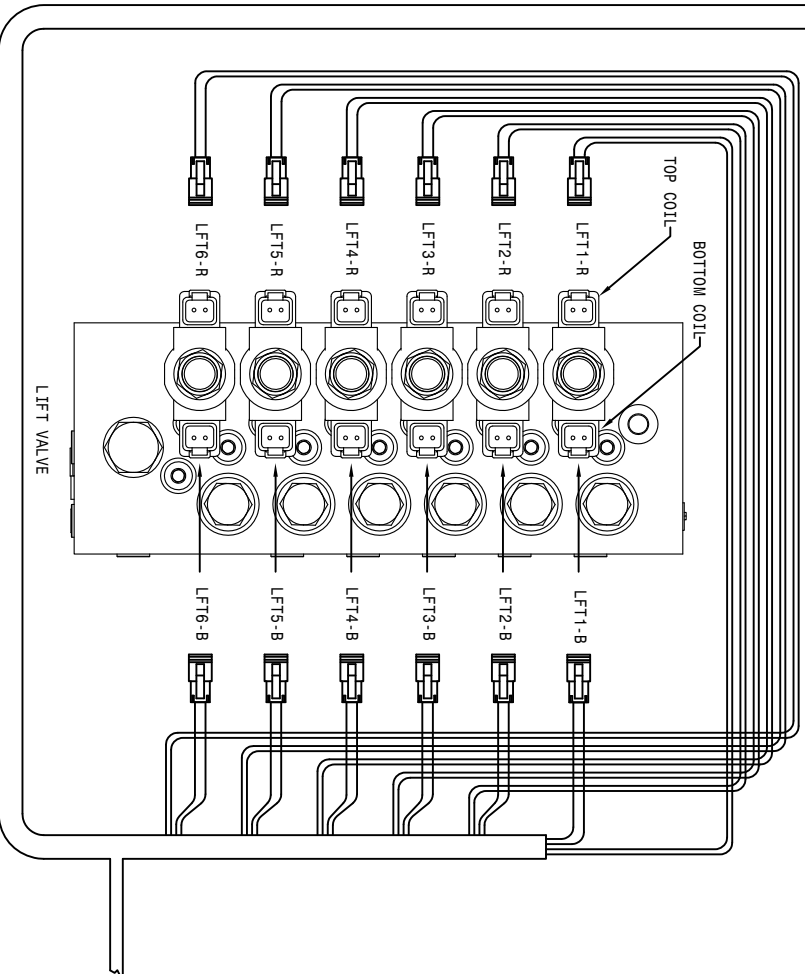 TOP COIL
BOTTOM COIL
LFT6-R
LFT5-R
LFT4-R
LFT3-R
LFT2-R
LFT1-R
LIFT VALVE
LFT6-B
LFT5-B
LFT4-B
LFT3-B
LFT2-B
LFT1-B